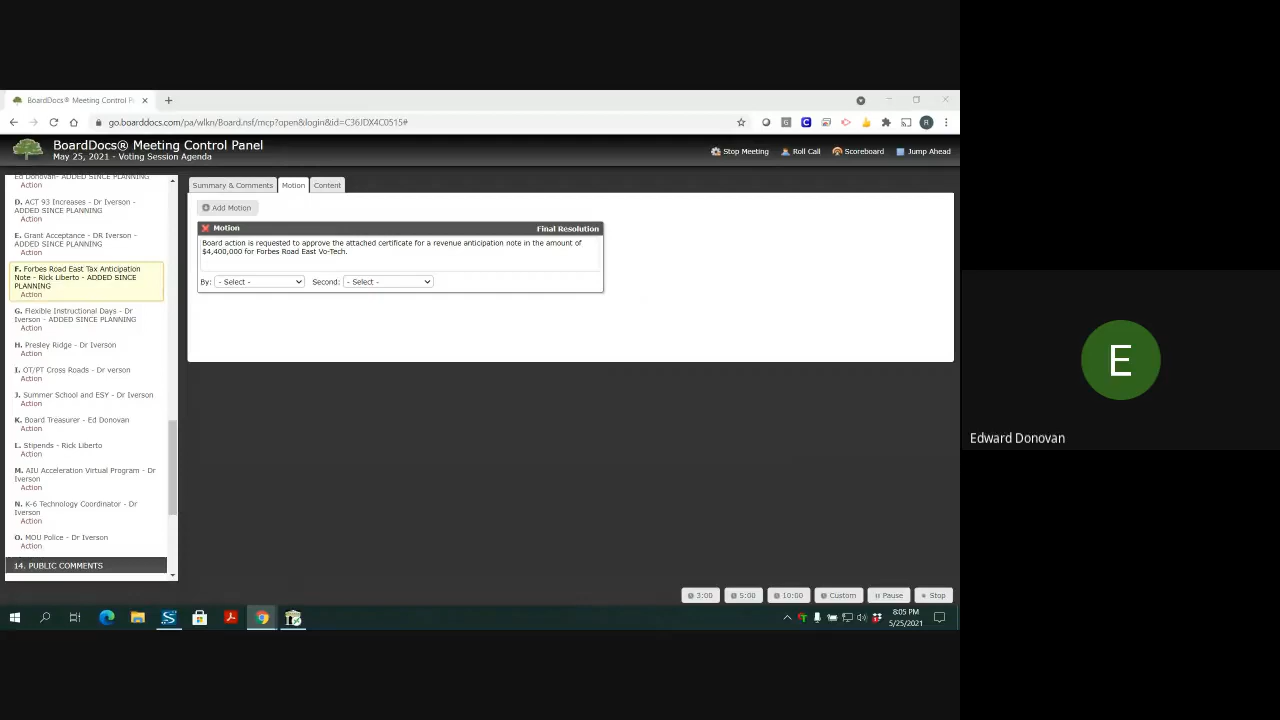 BoardDocs® Meeting Control P
go.boarddocs.com/pa/wlkn/Board.nsf/mcp?open&login&id=C36JDX4C0515#
BoardDocs® Meeting Control Panel
May 25, 2021 - Voting Session Agenda
Stop Meeting
Roll Call
Scoreboard
Jump Ahead
Ed Donovan- ADDED SINCE PLANNING
Action
D. ACT 93 Increases - Dr Iverson -
ADDED SINCE PLANNING
Action
E. Grant Acceptance - DR Iverson -
ADDED SINCE PLANNING
Action
F. Forbes Road East Tax Anticipation
Note - Rick Liberto - ADDED SINCE
PLANNING
Action
G. Flexible Instructional Days - Dr
Iverson - ADDED SINCE PLANNING
Action
H. Presley Ridge - Dr Iverson
Action
I. OT/PT Cross Roads - Dr verson
Action
J. Summer School and ESY - Dr Iverson
Action
K. Board Treasurer - Ed Donovan
Action
L. Stipends - Rick Liberto
Action
M. AIU Acceleration Virtual Program - Dr
Iverson
Action
N. K-6 Technology Coordinator - Dr
Iverson
Action
O. MOU Police - Dr Iverson
Action
14. PUBLIC COMMENTS
Summary & Comments
Motion
Content
Add Motion
Motion
Final Resolution
Board action is requested to approve the attached certificate for a revenue anticipation note in the amount of
$4,400,000 for Forbes Road East Vo-Tech.
By: - Select -
Second: - Select -
3:00
5:00
10:00
Custom
Pause
Stop
8:05 PM
5/25/2021
E
Edward Donovan